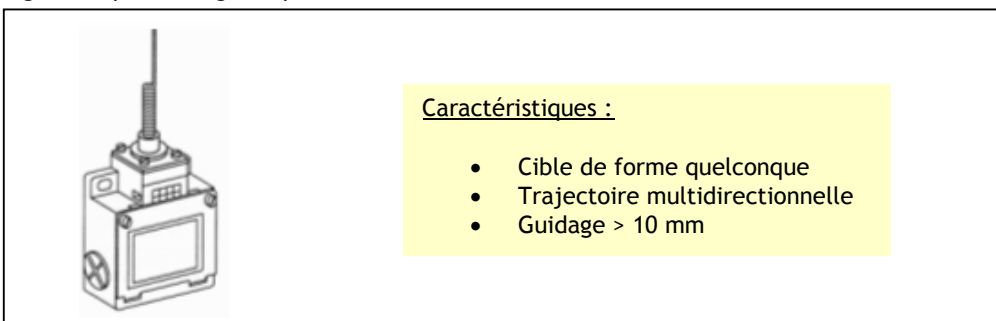 Caractéristiques :
• Cible de forme quelconque
• Trajectoire multidirectionnelle
• Guidage > 10 mm